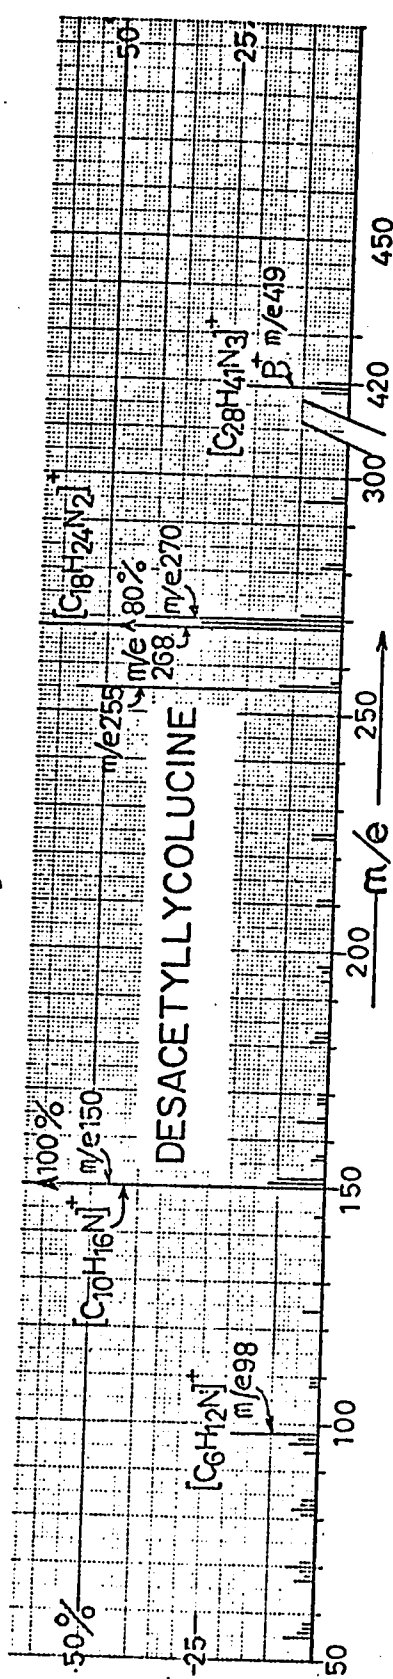 50%
25
50
25
[C6H12N]+
m/e98
[C10H16N]+
100%
m/e150
DESACETYLLYCOLUCINE
m/e255
m/e
268
80%
[C18H24N2]+
m/e270
[C28H41N3]+
P+ m/e419
50
100
150
200
250
300
420
450
m/e